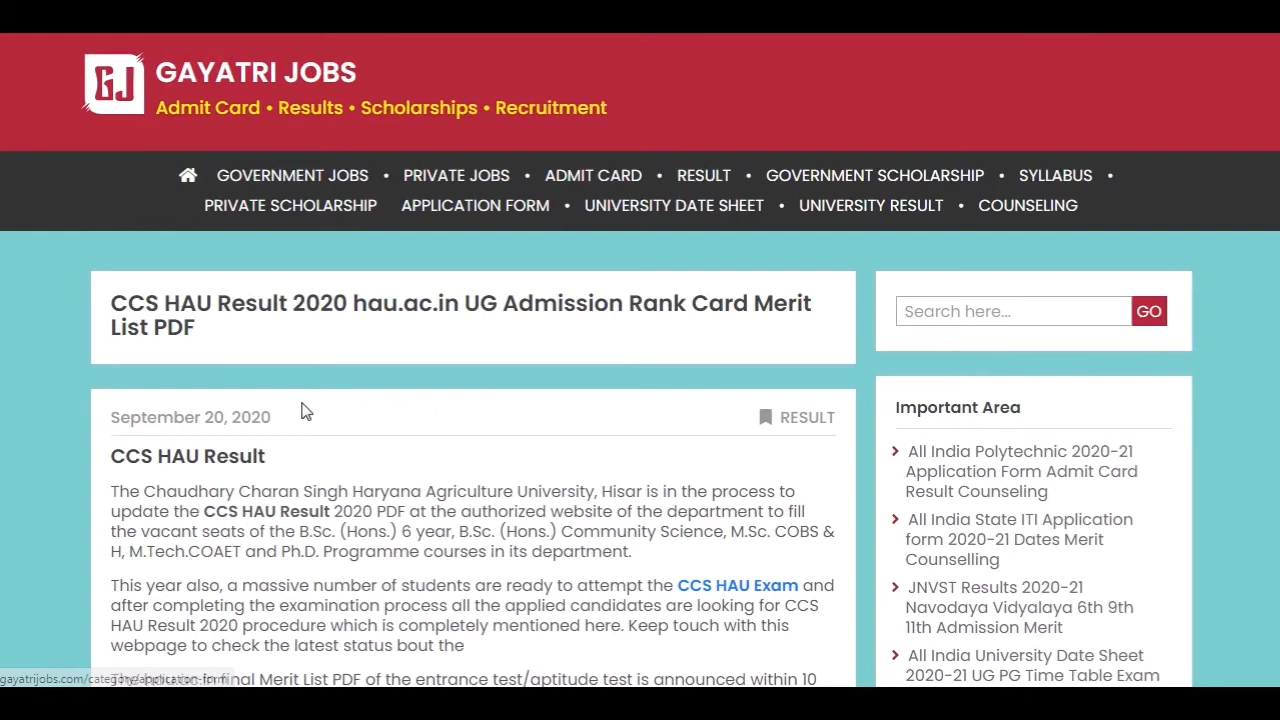 GJ
GAYATRI JOBS
Admit Card • Results • Scholarships • Recruitment
GOVERNMENT JOBS • PRIVATE JOBS • ADMIT CARD • RESULT • GOVERNMENT SCHOLARSHIP • SYLLABUS •
PRIVATE SCHOLARSHIP APPLICATION FORM • UNIVERSITY DATE SHEET • UNIVERSITY RESULT • COUNSELING
CCS HAU Result 2020 hau.ac.in UG Admission Rank Card Merit
List PDF
September 20, 2020
RESULT
CCS HAU Result
The Chaudhary Charan Singh Haryana Agriculture University, Hisar is in the process to
update the CCS HAU Result 2020 PDF at the authorized website of the department to fill
the vacant seats of the B.Sc. (Hons.) 6 year, B.Sc. (Hons.) Community Science, M.Sc. COBS &
H, M.Tech.COAET and Ph.D. Programme courses in its department.
This year also, a massive number of students are ready to attempt the CCS HAU Exam and
after completing the examination process all the applied candidates are looking for CCS
HAU Result 2020 procedure which is completely mentioned here. Keep touch with this
webpage to check the latest status bout the
final Merit List PDF of the entrance test/aptitude test is announced within 10
gayatrijobs.com/category/application-form
Search here...
GO
Important Area
All India Polytechnic 2020-21
Application Form Admit Card
Result Counseling
All India State ITI Application
form 2020-21 Dates Merit
Counselling
JNVST Results 2020-21
Navodaya Vidyalaya 6th 9th
11th Admission Merit
All India University Date Sheet
2020-21 UG PG Time Table Exam